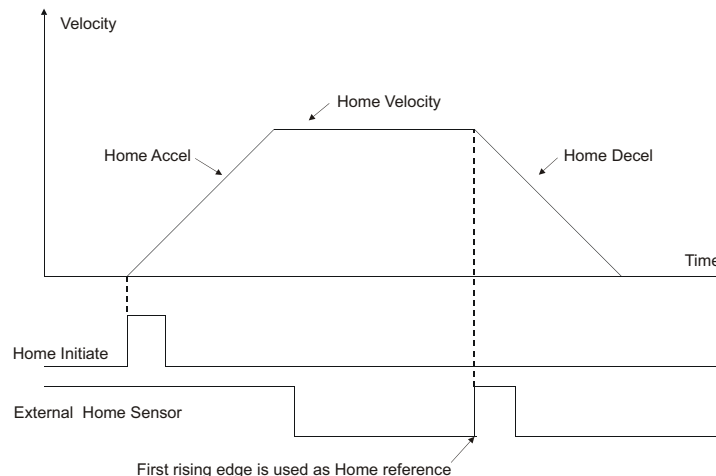 Velocity
Home Velocity
Home Accel
Home Decel
Time
Home Initiate
External Home Sensor
First rising edge is used as Home reference